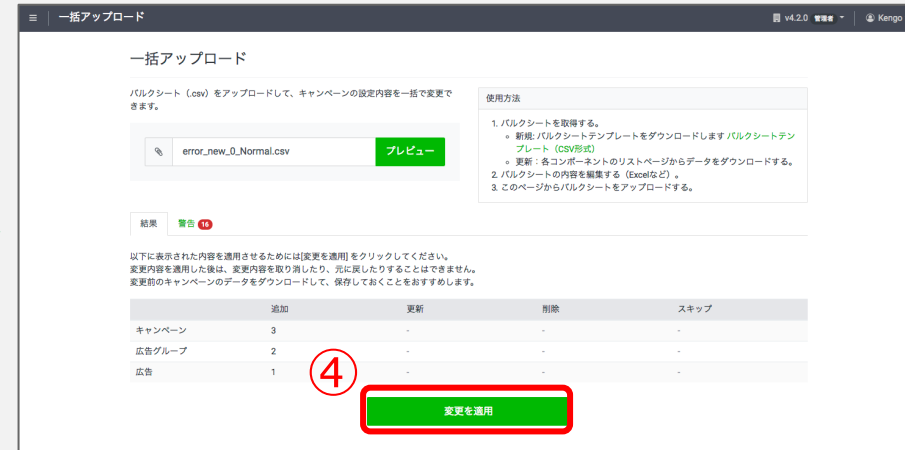 ≡ 一括アップロード v4.2.0 管理者 Kengo
一括アップロード
バルクシート（.csv）をアップロードして、キャンペーンの設定内容を一括で変更で
きます。
error_new_0_Normal.csv プレビュー
使用方法
1. バルクシートを取得する。
新規: バルクシートテンプレートをダウンロードします バルクシートテン
プレート（CSV形式）
更新：各コンポーネントのリストページからデータをダウンロードする。
2. バルクシートの内容を編集する（Excelなど）。
3. このページからバルクシートをアップロードする。
結果 警告 16
以下に表示された内容を適用させるためには[変更を適用] をクリックしてください。
変更内容を適用した後は、変更内容を取り消したり、元に戻したりすることはできません。
変更前のキャンペーンのデータをダウンロードして、保存しておくことをおすすめします。
追加 更新 削除 スキップ
キャンペーン 3 - - -
広告グループ 2 - - -
広告 1 - - -
④
変更を適用